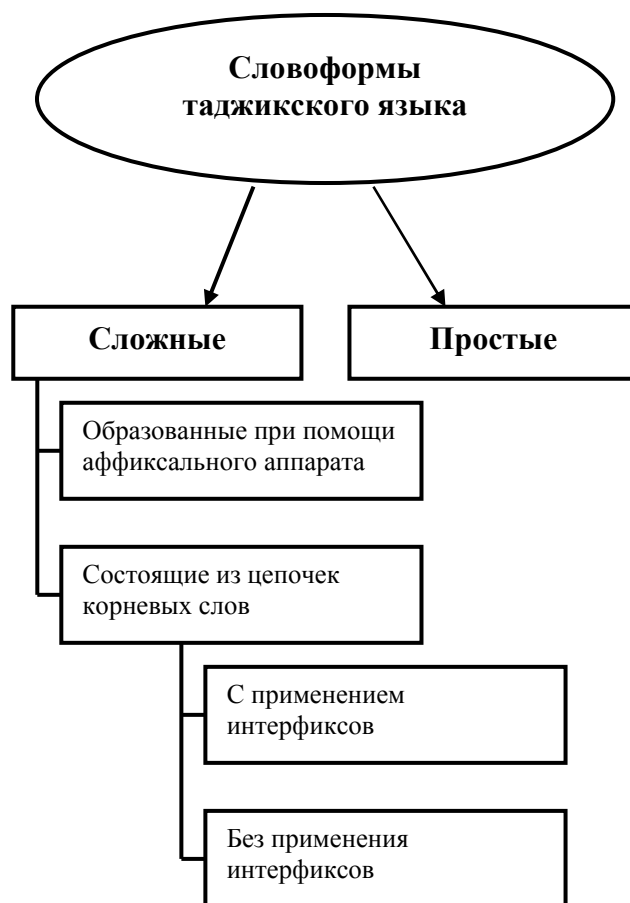 Словоформы
таджикского языка
Сложные
Простые
Образованные при помощи
аффиксального аппарата
Состоящие из цепочек
корневых слов
С применением
интерфиксов
Без применения
интерфиксов